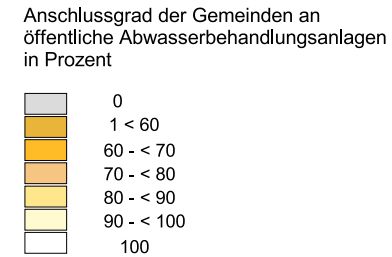 Anschlussgrad der Gemeinden an
öffentliche Abwasserbehandlungsanlagen
in Prozent
0
1 < 60
60 - < 70
70 - < 80
80 - < 90
90 - < 100
100